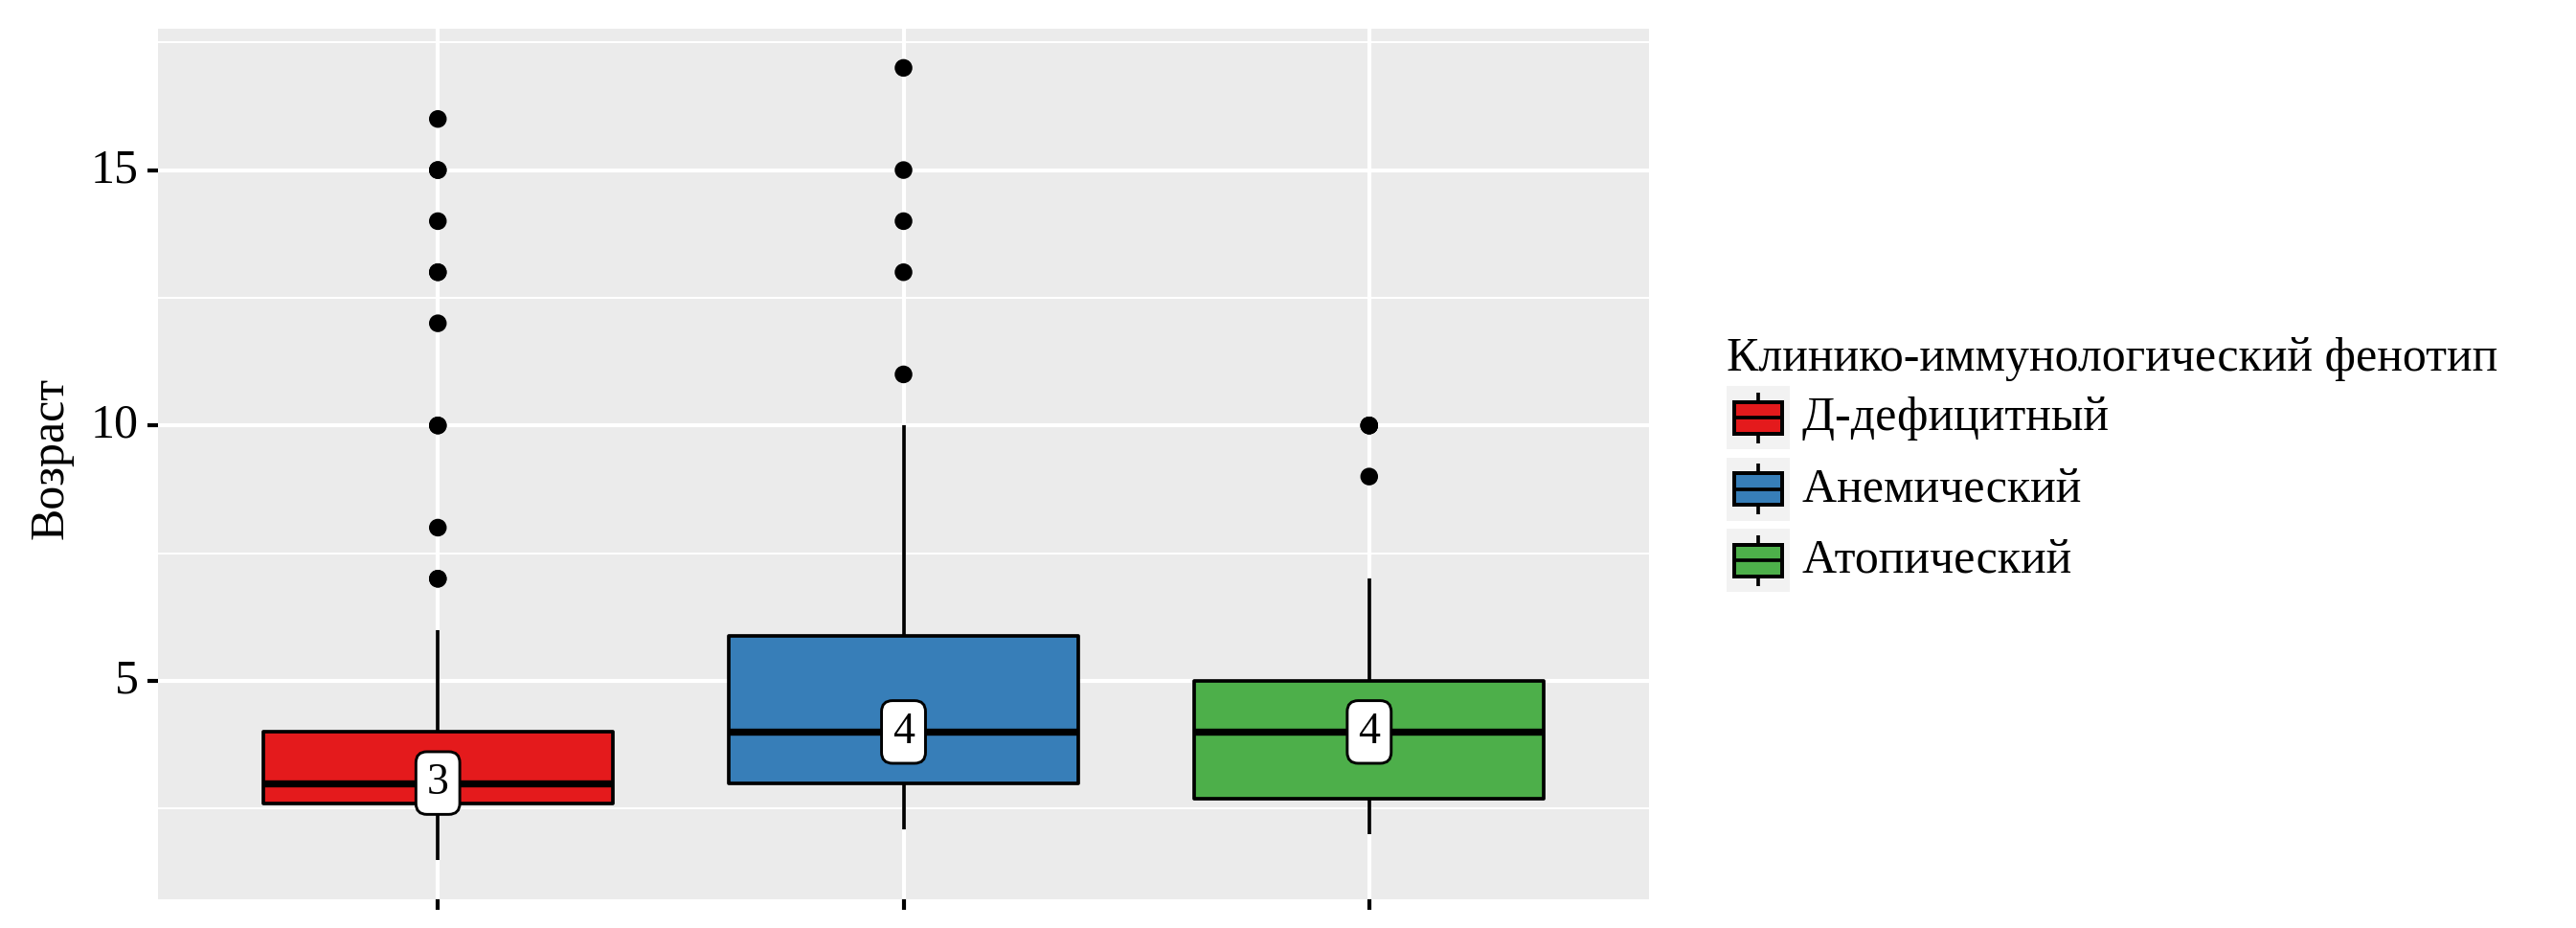 Возраст
15
10
5
3
4
4
Клинико-иммунологический фенотип
Д-дефицитный
Анемический
Атопический